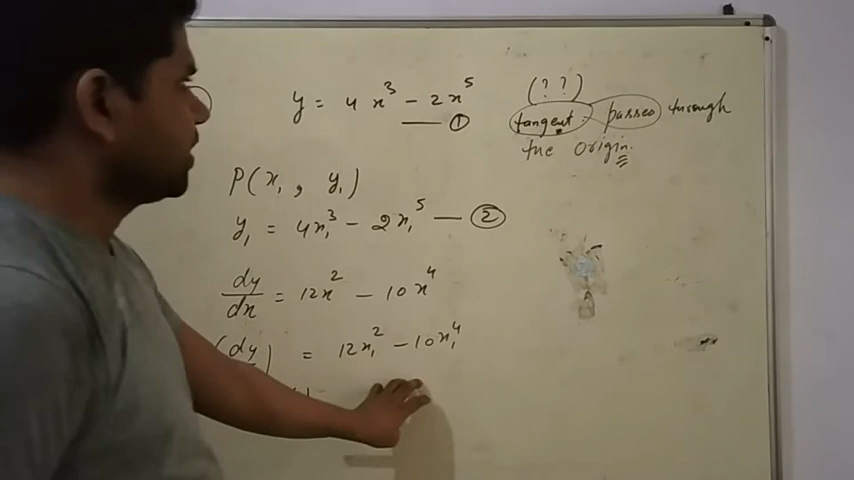 y = 4x³ - 2x⁵ —— ①
(??)
tangent passes through
the origin.
P(x₁, y₁)
y₁ = 4x₁³ - 2x₁⁵ —— ②
dy/dx = 12x² - 10x⁴
(dy = 12x₁² - 10x₁⁴